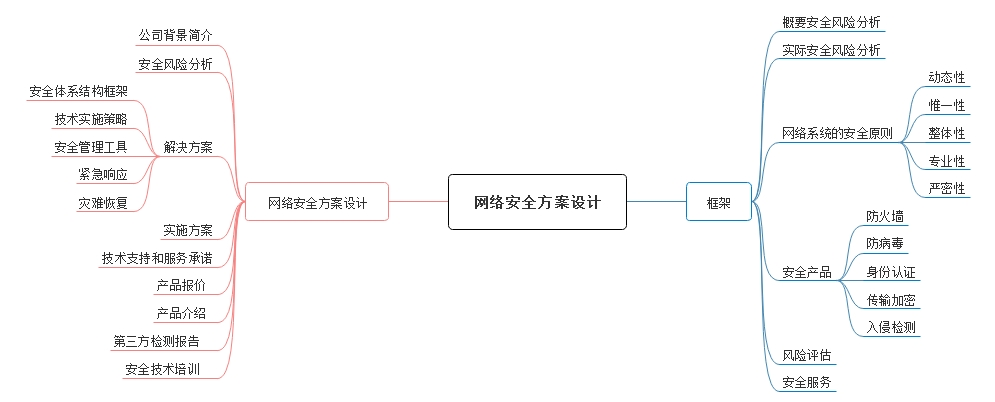 网络安全方案设计
网络安全方案设计
公司背景简介
安全风险分析
解决方案
安全体系结构框架
技术实施策略
安全管理工具
紧急响应
灾难恢复
实施方案
技术支持和服务承诺
产品报价
产品介绍
第三方检测报告
安全技术培训
框架
概要安全风险分析
实际安全风险分析
网络系统的安全原则
动态性
惟一性
整体性
专业性
严密性
安全产品
防火墙
防病毒
身份认证
传输加密
入侵检测
风险评估
安全服务